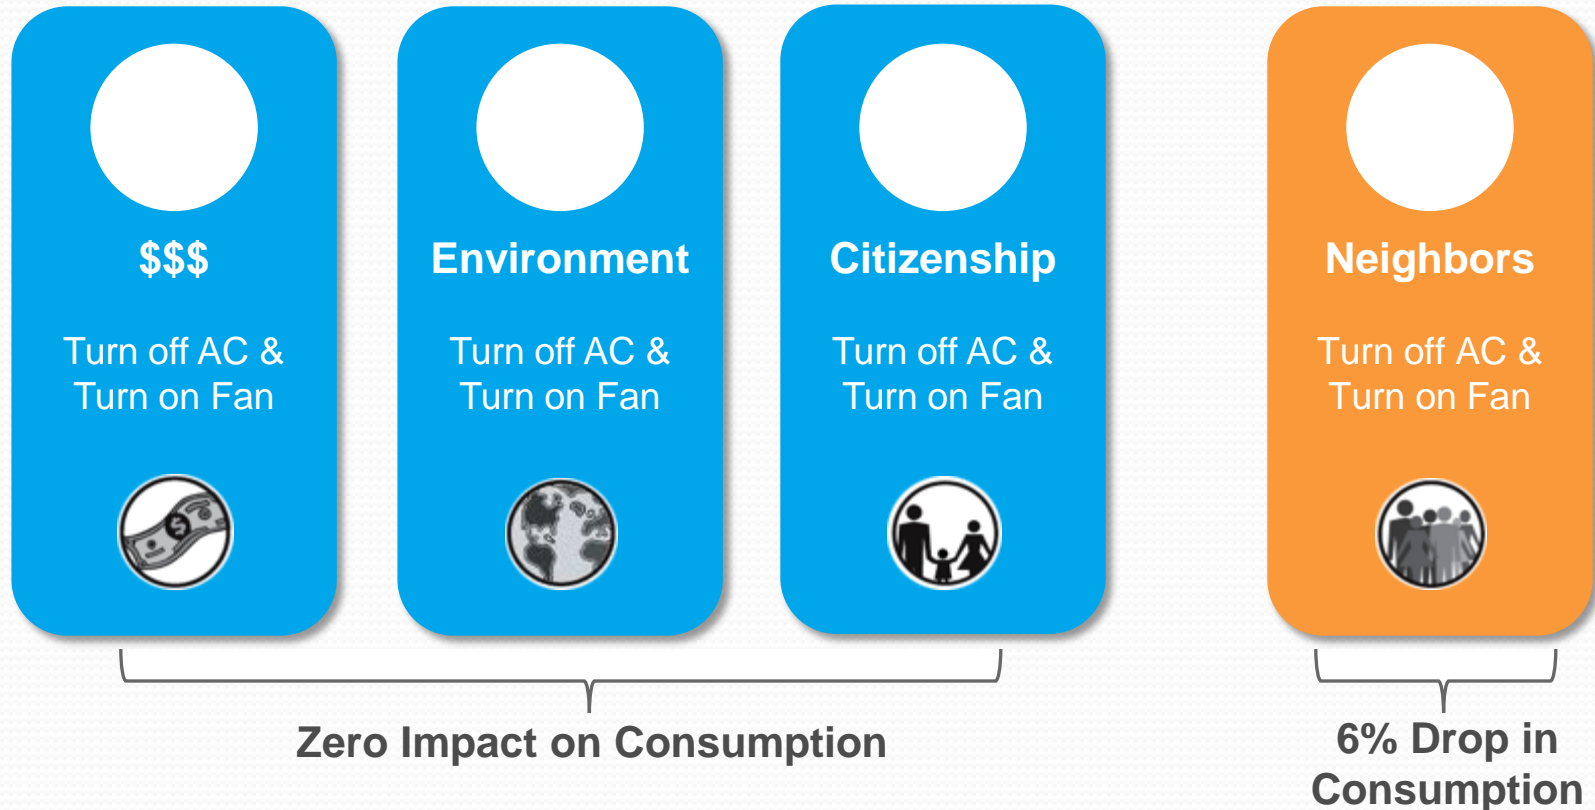 $$$
Turn off AC &
Turn on Fan
$
Environment
Turn off AC &
Turn on Fan
Citizenship
Turn off AC &
Turn on Fan
Neighbors
Turn off AC &
Turn on Fan
Zero Impact on Consumption
6% Drop in
Consumption